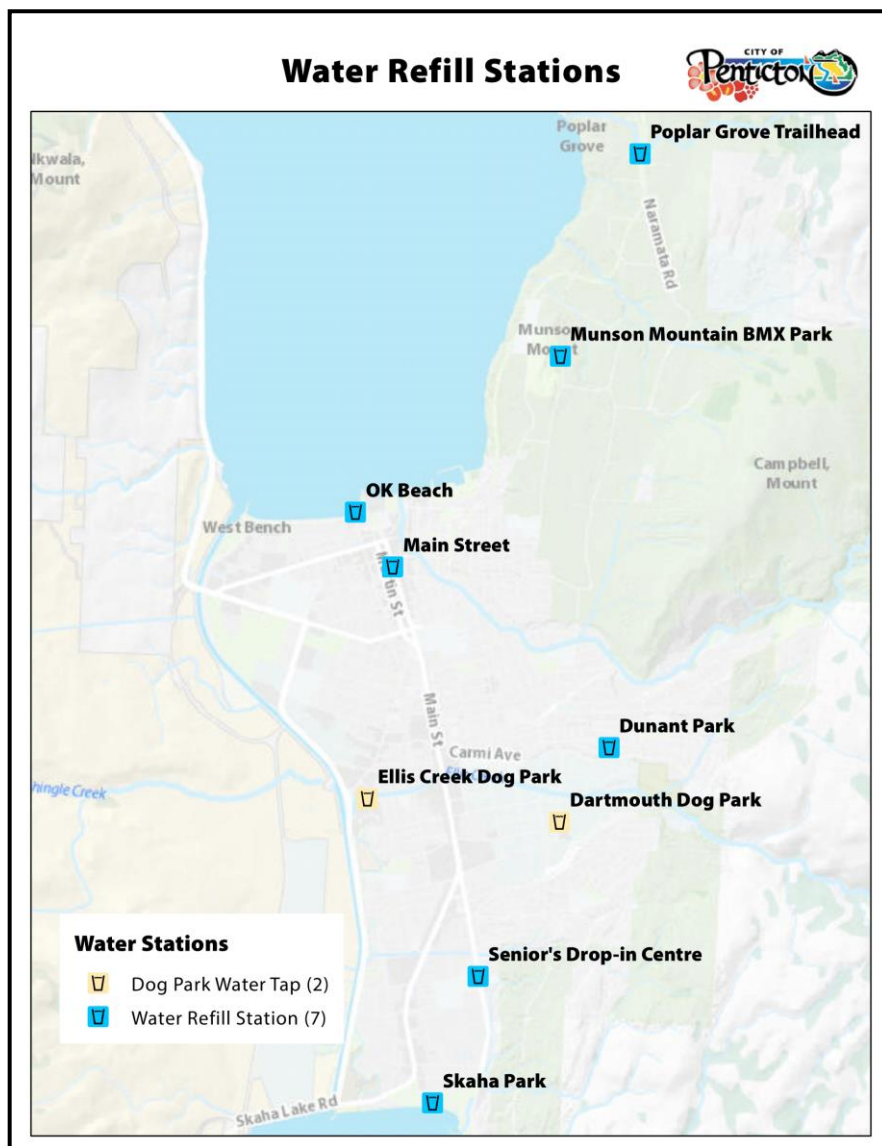 Water Refill Stations
CITY OF
Penticton
Poplar
Grove
Poplar Grove Trailhead
Mount
Naramata Rd
Munson Mountain BMX Park
Campbell,
Mount
OK Beach
West Bench
Main Street
St
Main St
Dunant Park
Carmi Ave
Ellis Creek Dog Park
Dartmouth Dog Park
Water Stations
Dog Park Water Tap (2)
Water Refill Station (7)
Senior's Drop-in Centre
Skaha Park
Skaha Lake Rd